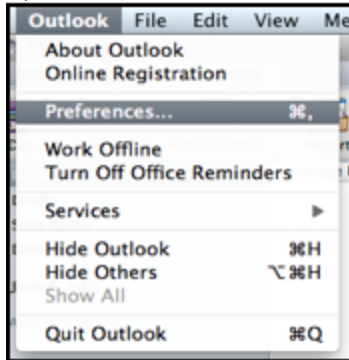 Outlook File Edit View Me
About Outlook
Online Registration
Preferences... ⌘,
Work Offline
Turn Off Office Reminders
Services ▶
Hide Outlook ⌘H
Hide Others ⌥⌘H
Show All
Quit Outlook ⌘Q